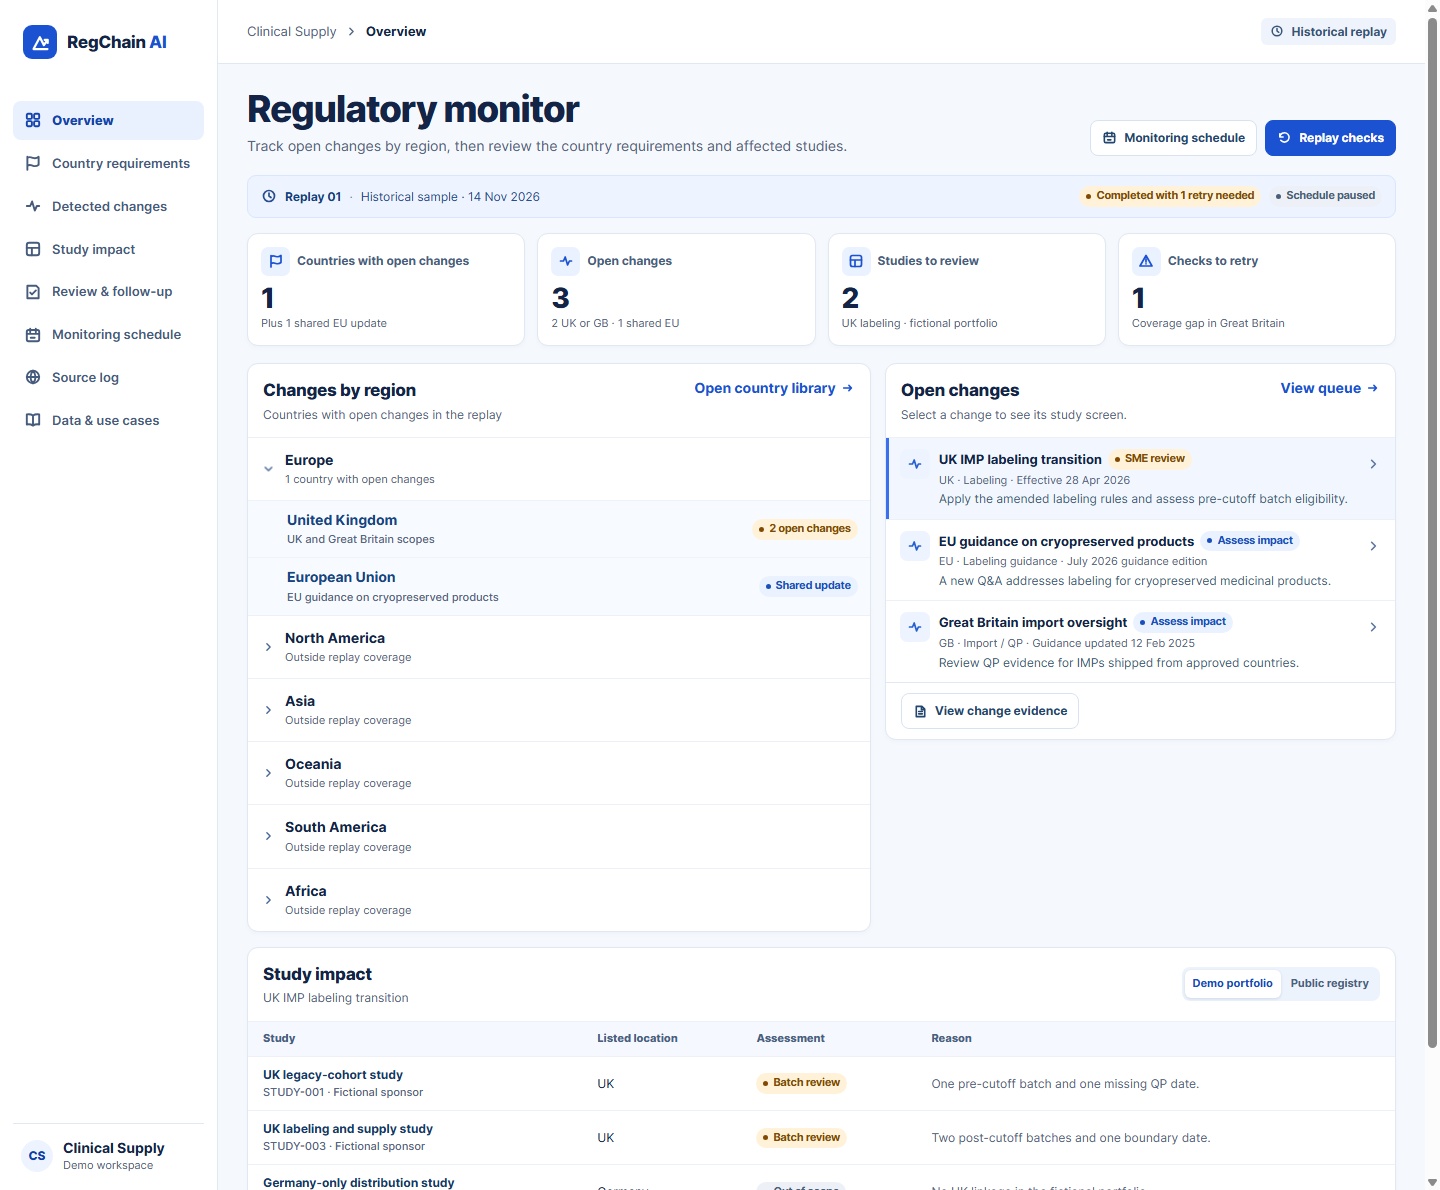 RegChain AI
Overview
Country requirements
Detected changes
Study impact
Review & follow-up
Monitoring schedule
Source log
Data & use cases
CS
Clinical Supply
Demo workspace
Clinical Supply > Overview
Historical replay
Regulatory monitor
Track open changes by region, then review the country requirements and affected studies.
Monitoring schedule
Replay checks
Replay 01 · Historical sample · 14 Nov 2026
Completed with 1 retry needed
Schedule paused
Countries with open changes
1
Plus 1 shared EU update
Open changes
3
2 UK or GB · 1 shared EU
Studies to review
2
UK labeling · fictional portfolio
Checks to retry
1
Coverage gap in Great Britain
Changes by region
Open country library →
Countries with open changes in the replay
Europe
1 country with open changes
United Kingdom
UK and Great Britain scopes
2 open changes
European Union
EU guidance on cryopreserved products
Shared update
North America
Outside replay coverage
Asia
Outside replay coverage
Oceania
Outside replay coverage
South America
Outside replay coverage
Africa
Outside replay coverage
Open changes
View queue →
Select a change to see its study screen.
UK IMP labeling transition
SME review
UK · Labeling · Effective 28 Apr 2026
Apply the amended labeling rules and assess pre-cutoff batch eligibility.
EU guidance on cryopreserved products
Assess impact
EU · Labeling guidance · July 2026 guidance edition
A new Q&A addresses labeling for cryopreserved medicinal products.
Great Britain import oversight
Assess impact
GB · Import / QP · Guidance updated 12 Feb 2025
Review QP evidence for IMPs shipped from approved countries.
View change evidence
Study impact
UK IMP labeling transition
Demo portfolio
Public registry
Study Listed location Assessment Reason
UK legacy-cohort study
STUDY-001 · Fictional sponsor
UK
Batch review
One pre-cutoff batch and one missing QP date.
UK labeling and supply study
STUDY-003 · Fictional sponsor
UK
Batch review
Two post-cutoff batches and one boundary date.
Germany-only distribution study